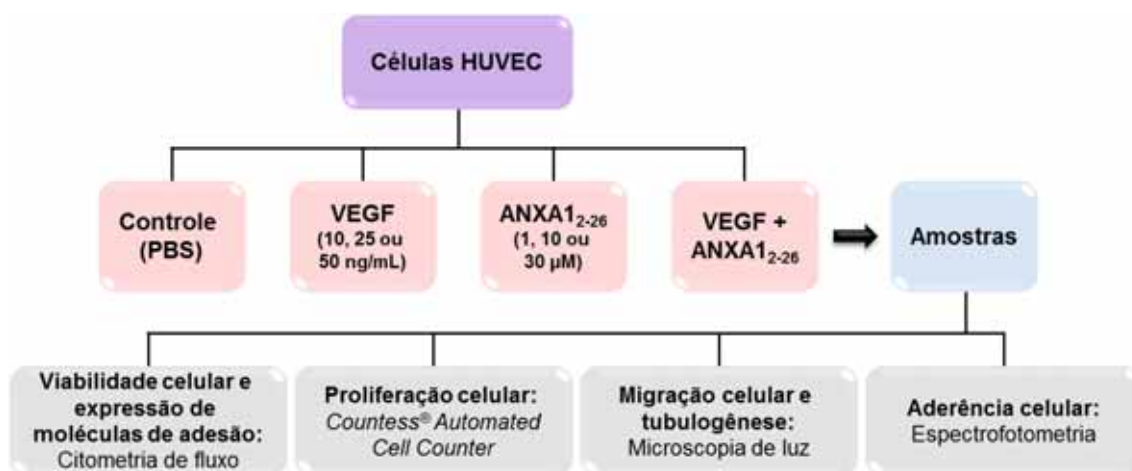 Células HUVEC
Controle
(PBS)
VEGF
(10, 25 ou
50 ng/mL)
ANXA1₂₋₂₆
(1, 10 ou
30 µM)
VEGF +
ANXA1₂₋₂₆
Amostras
Viabilidade celular e
expressão de
moléculas de adesão:
Citometria de fluxo
Proliferação celular:
Countess® Automated
Cell Counter
Migração celular e
tubulogênese:
Microscopia de luz
Aderência celular:
Espectrofotometria